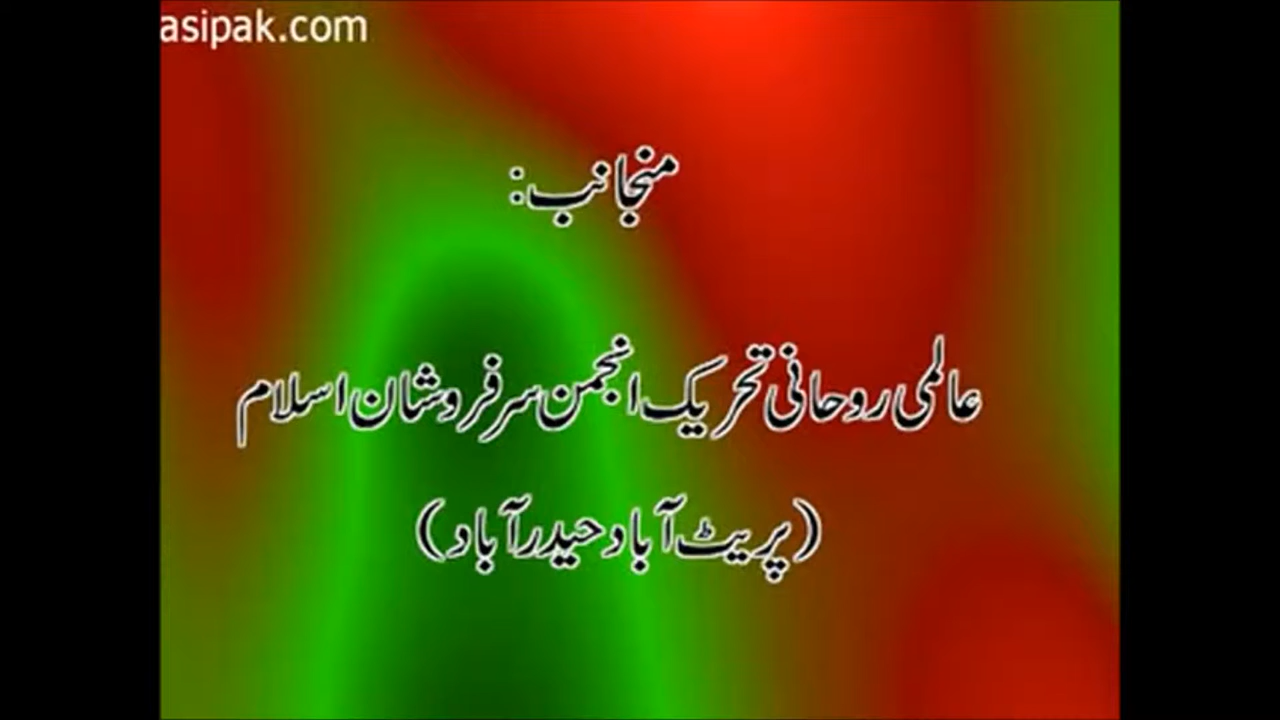 asipak.com
منجانب:
عالمی روحانی تحریک انجمن سرفروشان اسلام
(پریٹ آباد حیدرآباد)